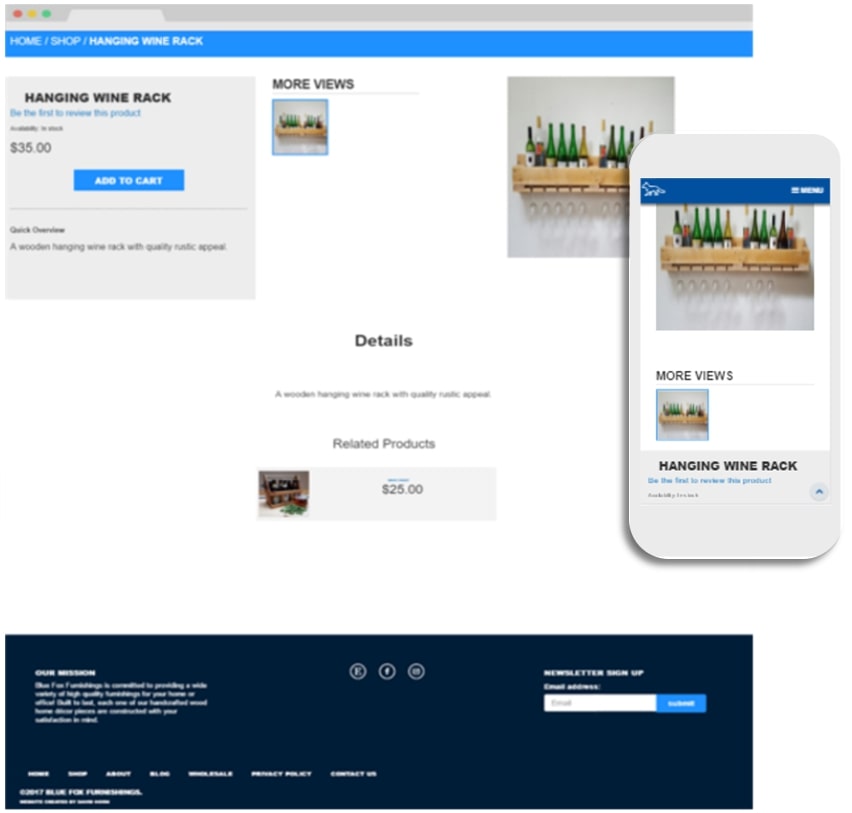 HOME / SHOP / HANGING WINE RACK
HANGING WINE RACK
Be the first to review this product
Availability: In stock
$35.00
ADD TO CART
Quick Overview
A wooden hanging wine rack with quality rustic appeal.
MORE VIEWS
Details
A wooden hanging wine rack with quality rustic appeal.
Related Products
$25.00
MENU
MORE VIEWS
HANGING WINE RACK
Be the first to review this product
Availability: In stock
OUR MISSION
Blue Fox Furnishings is committed to providing a wide
variety of high quality furnishings for your home or
office! Built to last, each one of our handcrafted wood
home décor pieces are constructed with your
satisfaction in mind.
E
f
NEWSLETTER SIGN UP
Email address:
Email
submit
HOME SHOP ABOUT BLOG WHOLESALE PRIVACY POLICY CONTACT US
©2017 BLUE FOX FURNISHINGS.
WEBSITE CREATED BY DAVID